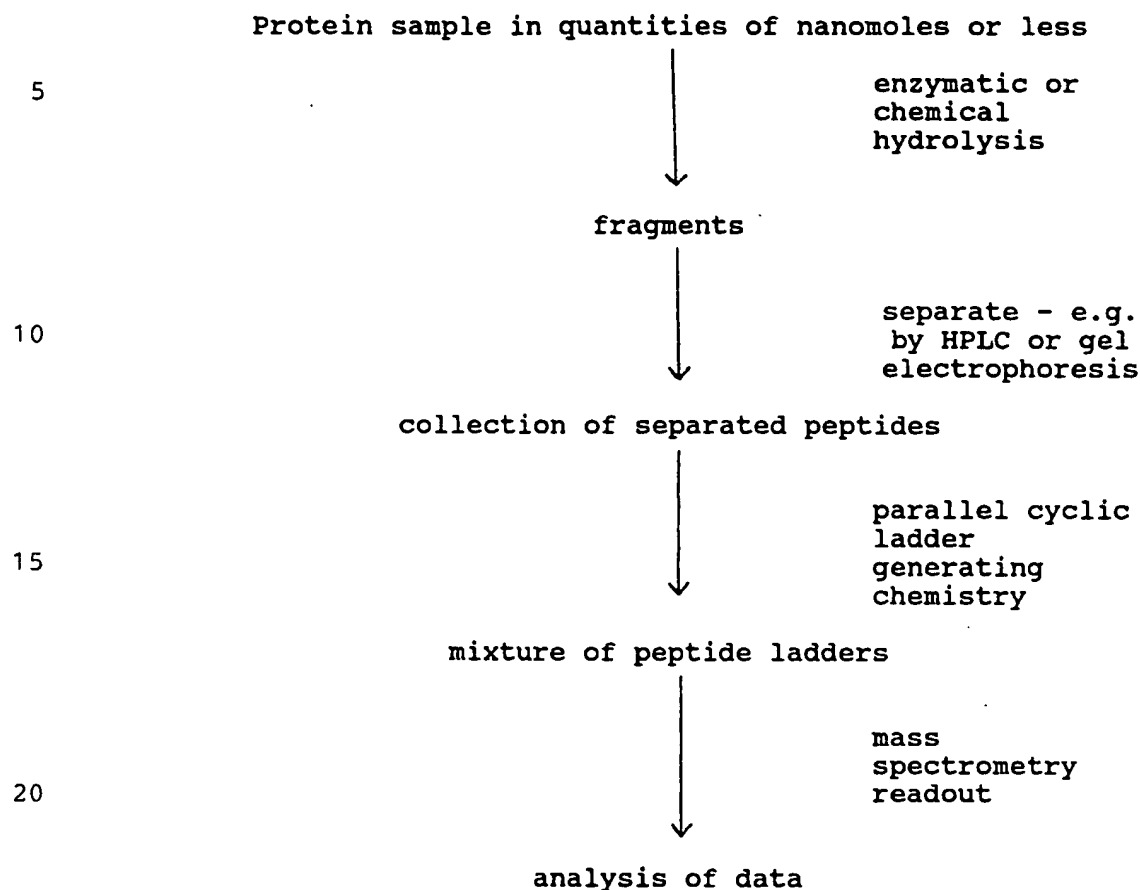 Protein sample in quantities of nanomoles or less
5
enzymatic or
chemical
hydrolysis
fragments
10
separate - e.g.
by HPLC or gel
electrophoresis
collection of separated peptides
15
parallel cyclic
ladder
generating
chemistry
mixture of peptide ladders
20
mass
spectrometry
readout
analysis of data